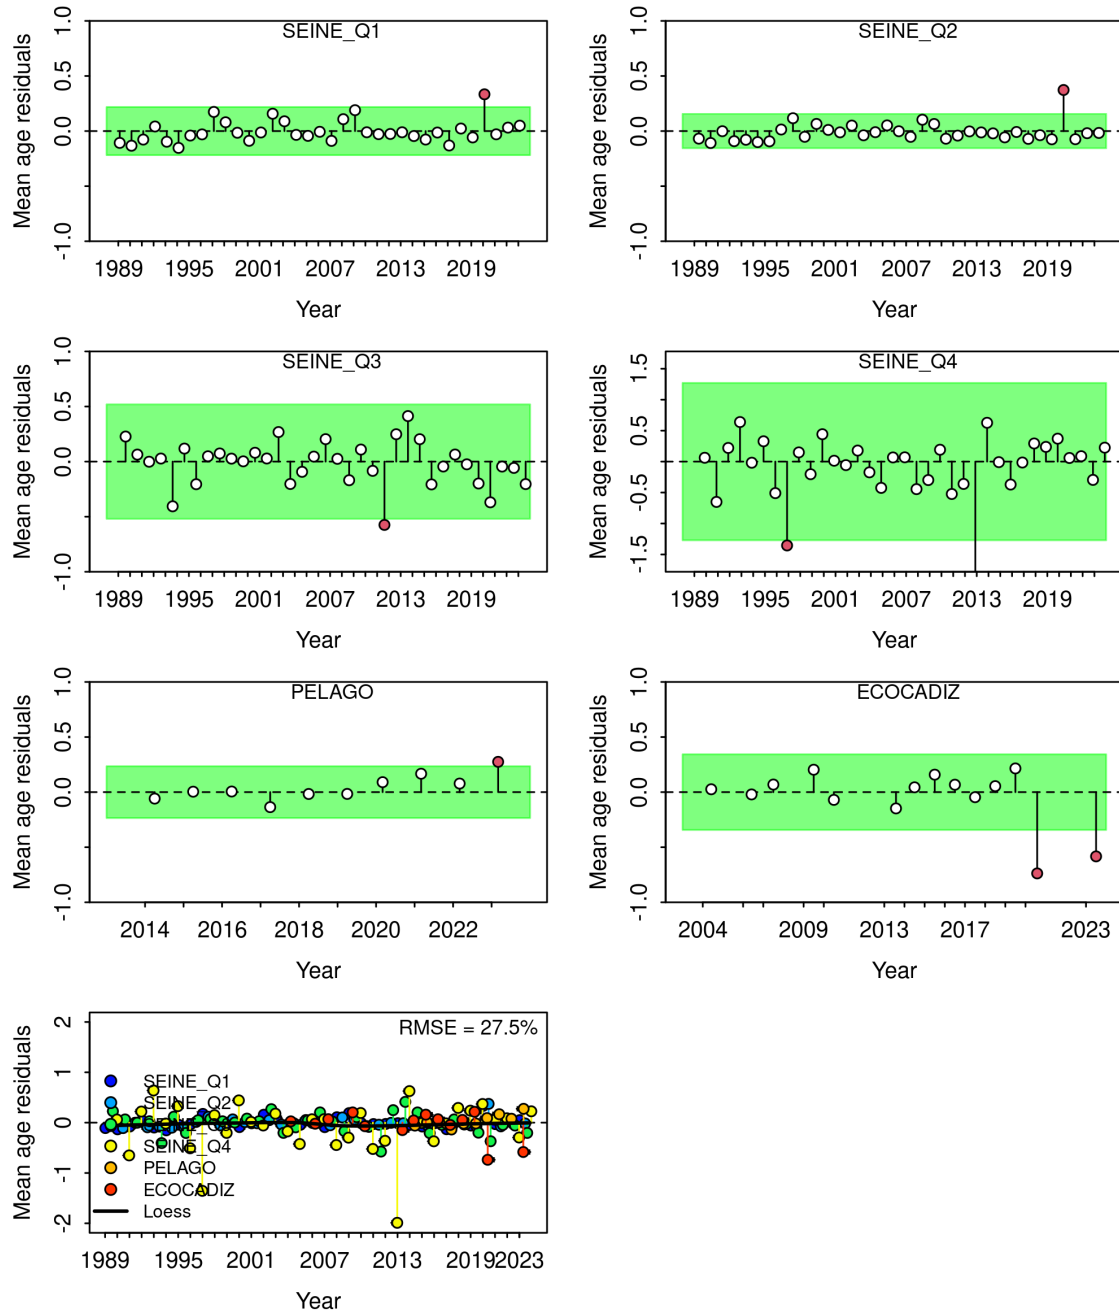 SEINE_Q1
Mean age residuals
1.0
0.5
0.0
-1.0
1989 1995 2001 2007 2013 2019
Year
SEINE_Q2
Mean age residuals
1.0
0.5
0.0
-1.0
1989 1995 2001 2007 2013 2019
Year
SEINE_Q3
Mean age residuals
1.0
0.5
0.0
-1.0
1989 1995 2001 2007 2013 2019
Year
SEINE_Q4
Mean age residuals
1.5
0.5
-0.5
-1.5
1989 1995 2001 2007 2013 2019
Year
PELAGO
Mean age residuals
1.0
0.5
0.0
-1.0
2014 2016 2018 2020 2022
Year
ECOCADIZ
Mean age residuals
1.0
0.5
0.0
-1.0
2004 2009 2013 2017 2023
Year
RMSE = 27.5%
Mean age residuals
2
1
0
-1
-2
SEINE_Q1
SEINE_Q2
SEINE_Q4
PELAGO
ECOCADIZ
Loess
1989 1995 2001 2007 2013 2019 2023
Year